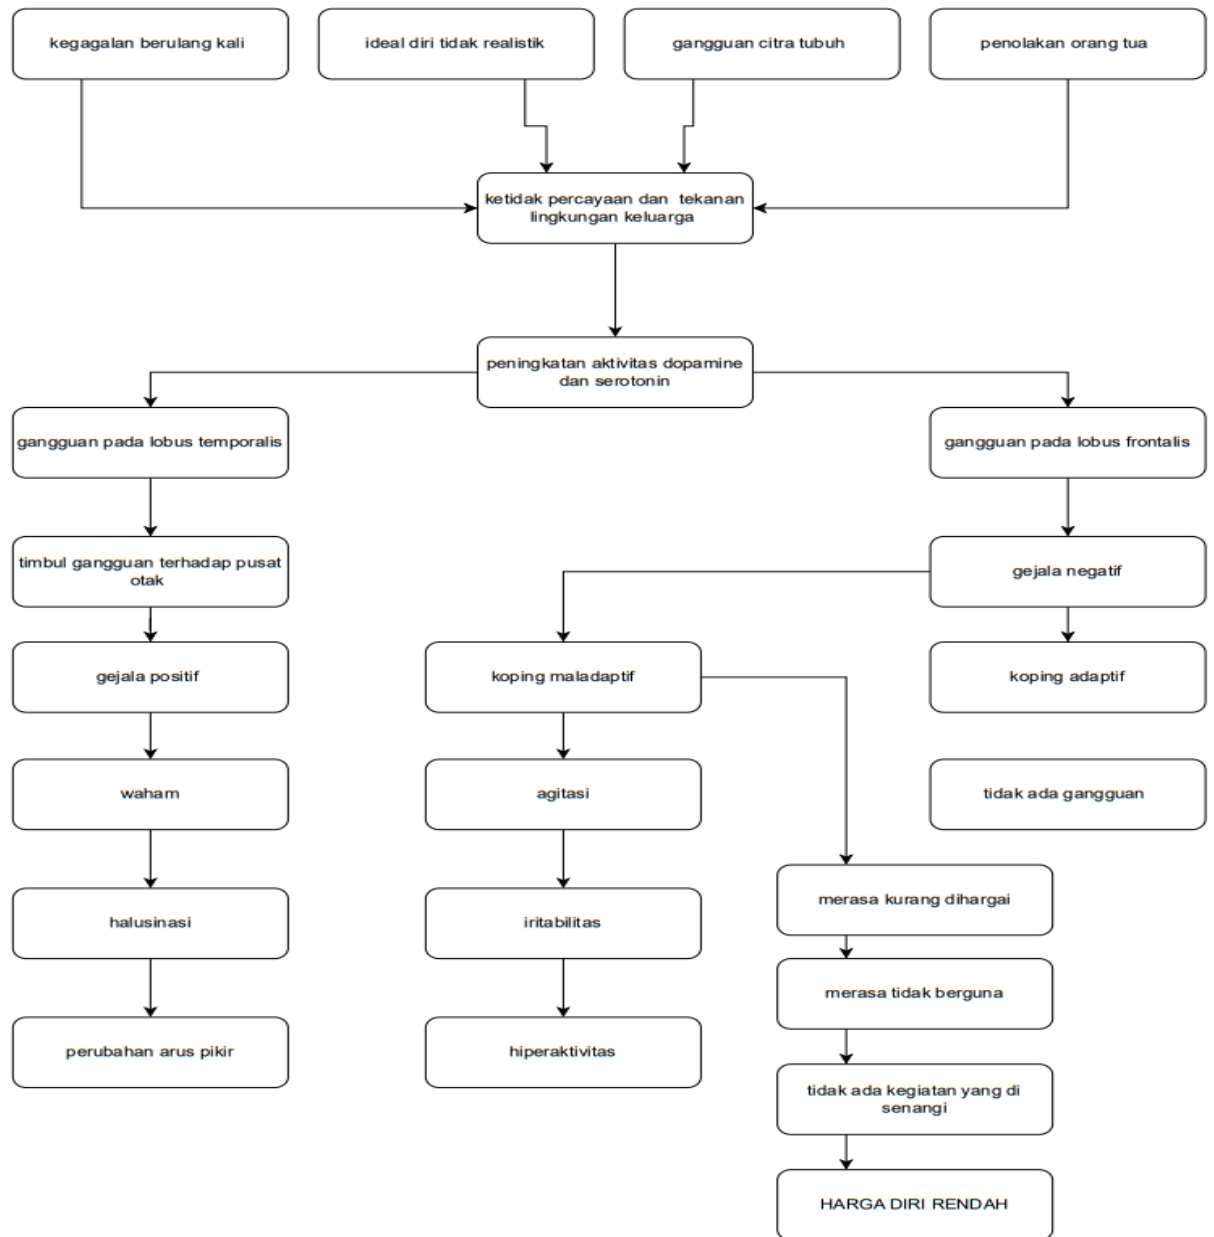 kegagalan berulang kali
ideal diri tidak realistik
gangguan citra tubuh
penolakan orang tua
ketidak percayaan dan tekanan
lingkungan keluarga
peningkatan aktivitas dopamine
dan serotonin
gangguan pada lobus temporalis
gangguan pada lobus frontalis
timbul gangguan terhadap pusat
otak
gejala negatif
gejala positif
koping maladaptif
koping adaptif
waham
agitasi
tidak ada gangguan
halusinasi
iritabilitas
merasa kurang dihargai
merasa tidak berguna
perubahan arus pikir
hiperaktivitas
tidak ada kegiatan yang di
senangi
HARGA DIRI RENDAH